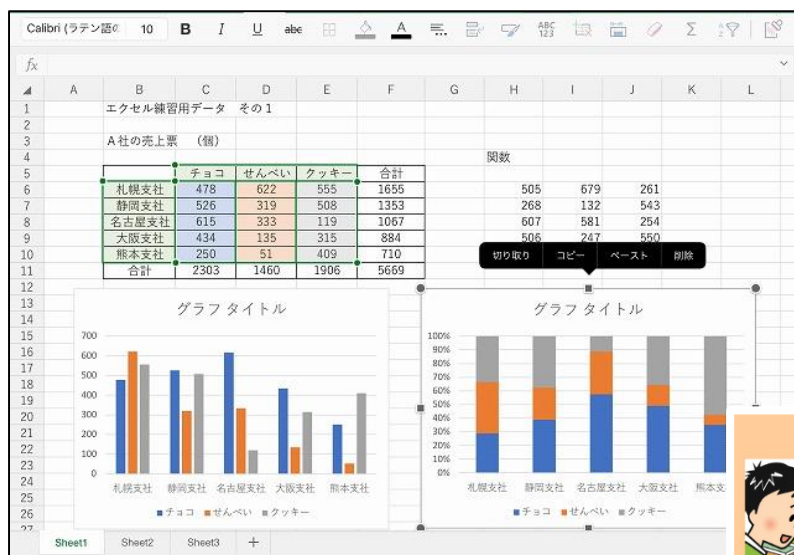 Calibri (ラテン語の 10 B I U abc ABC 123 Σ
fx
A B C D E F G H I J K L
1 エクセル練習用データ その1
2
3 A社の売上票 (個)
4 関数
5 チョコ せんべい クッキー 合計
6 札幌支社 478 622 555 1655 505 679 261
7 静岡支社 526 319 508 1353 268 132 543
8 名古屋支社 615 333 119 1067 607 581 254
9 大阪支社 434 135 315 884 506 247 550
10 熊本支社 250 51 409 710
切り取り コピー ペースト 削除
11 合計 2303 1460 1906 5669
12
13
14
15
16
17
18
19
20
21
22
23
24
25
26
27
グラフ タイトル
700
600
500
400
300
200
100
0
札幌支社 静岡支社 名古屋支社 大阪支社 熊本支社
チョコ せんべい クッキー
グラフ タイトル
100%
90%
80%
70%
60%
50%
40%
30%
20%
10%
0%
札幌支社 静岡支社 名古屋支社 大阪支社 熊本支
チョコ せんべい クッキー
Sheet1 Sheet2 Sheet3 +